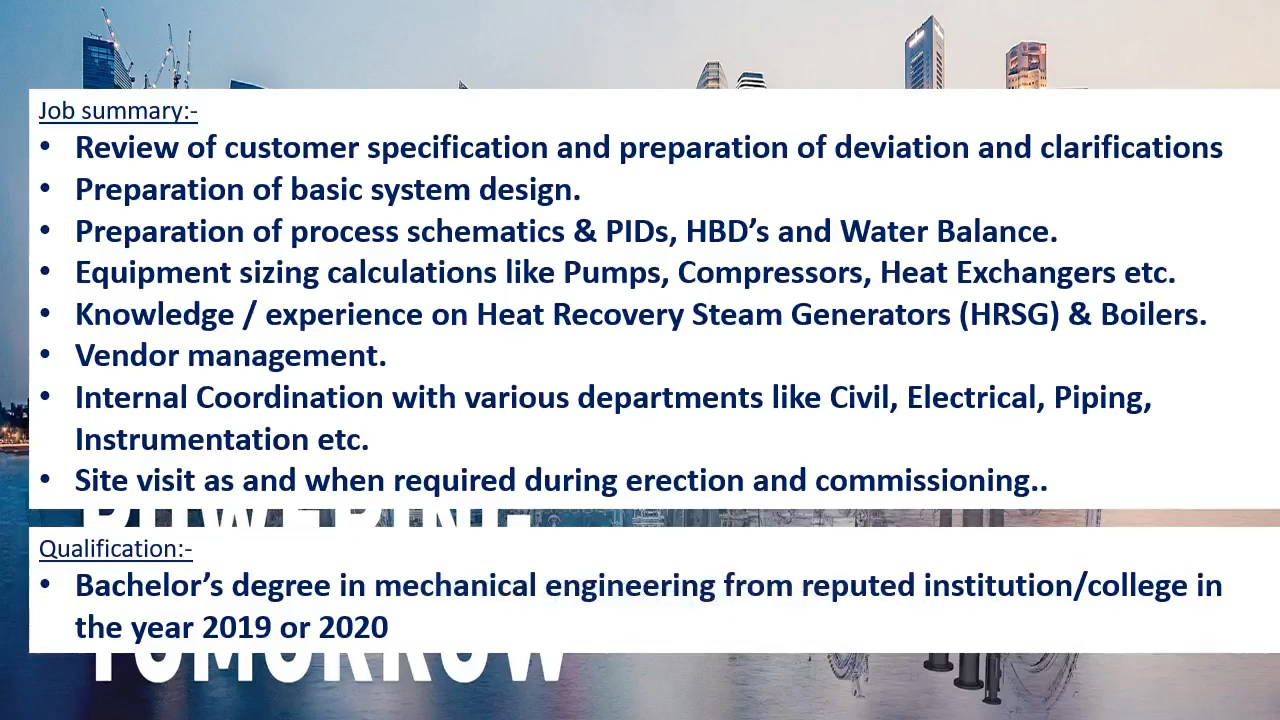 Job summary:-
• Review of customer specification and preparation of deviation and clarifications
• Preparation of basic system design.
• Preparation of process schematics & PIDs, HBD’s and Water Balance.
• Equipment sizing calculations like Pumps, Compressors, Heat Exchangers etc.
• Knowledge / experience on Heat Recovery Steam Generators (HRSG) & Boilers.
• Vendor management.
• Internal Coordination with various departments like Civil, Electrical, Piping,
Instrumentation etc.
• Site visit as and when required during erection and commissioning..
POWERING
Qualification:-
• Bachelor’s degree in mechanical engineering from reputed institution/college in
the year 2019 or 2020
TOMORROW